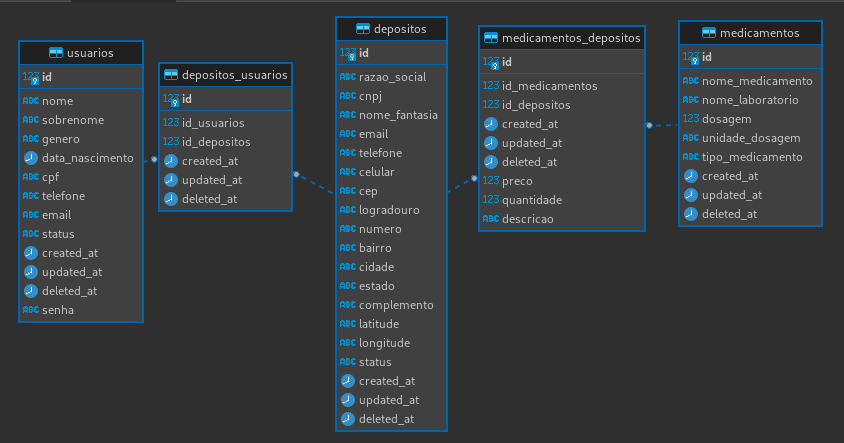 usuarios
123 id
ABC nome
ABC sobrenome
ABC genero
data_nascimento
ABC cpf
ABC telefone
ABC email
ABC status
created_at
updated_at
deleted_at
ABC senha
depositos_usuarios
123 id
123 id_usuarios
123 id_depositos
created_at
updated_at
deleted_at
depositos
123 id
ABC razao_social
ABC cnpj
ABC nome_fantasia
ABC email
ABC telefone
ABC celular
ABC cep
ABC logradouro
ABC numero
ABC bairro
ABC cidade
ABC estado
ABC complemento
ABC latitude
ABC longitude
ABC status
created_at
updated_at
deleted_at
medicamentos_depositos
123 id
123 id_medicamentos
123 id_depositos
created_at
updated_at
deleted_at
123 preco
123 quantidade
ABC descricao
medicamentos
123 id
ABC nome_medicamento
ABC nome_laboratorio
123 dosagem
ABC unidade_dosagem
ABC tipo_medicamento
created_at
updated_at
deleted_at